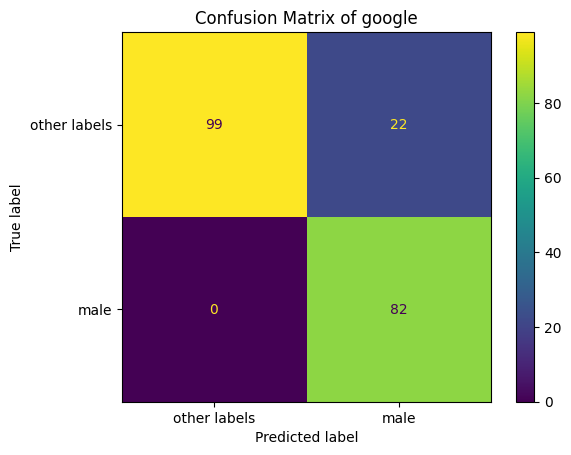 Confusion Matrix of google
True label
other labels
99
22
male
0
82
other labels
male
Predicted label
80
60
40
20
0